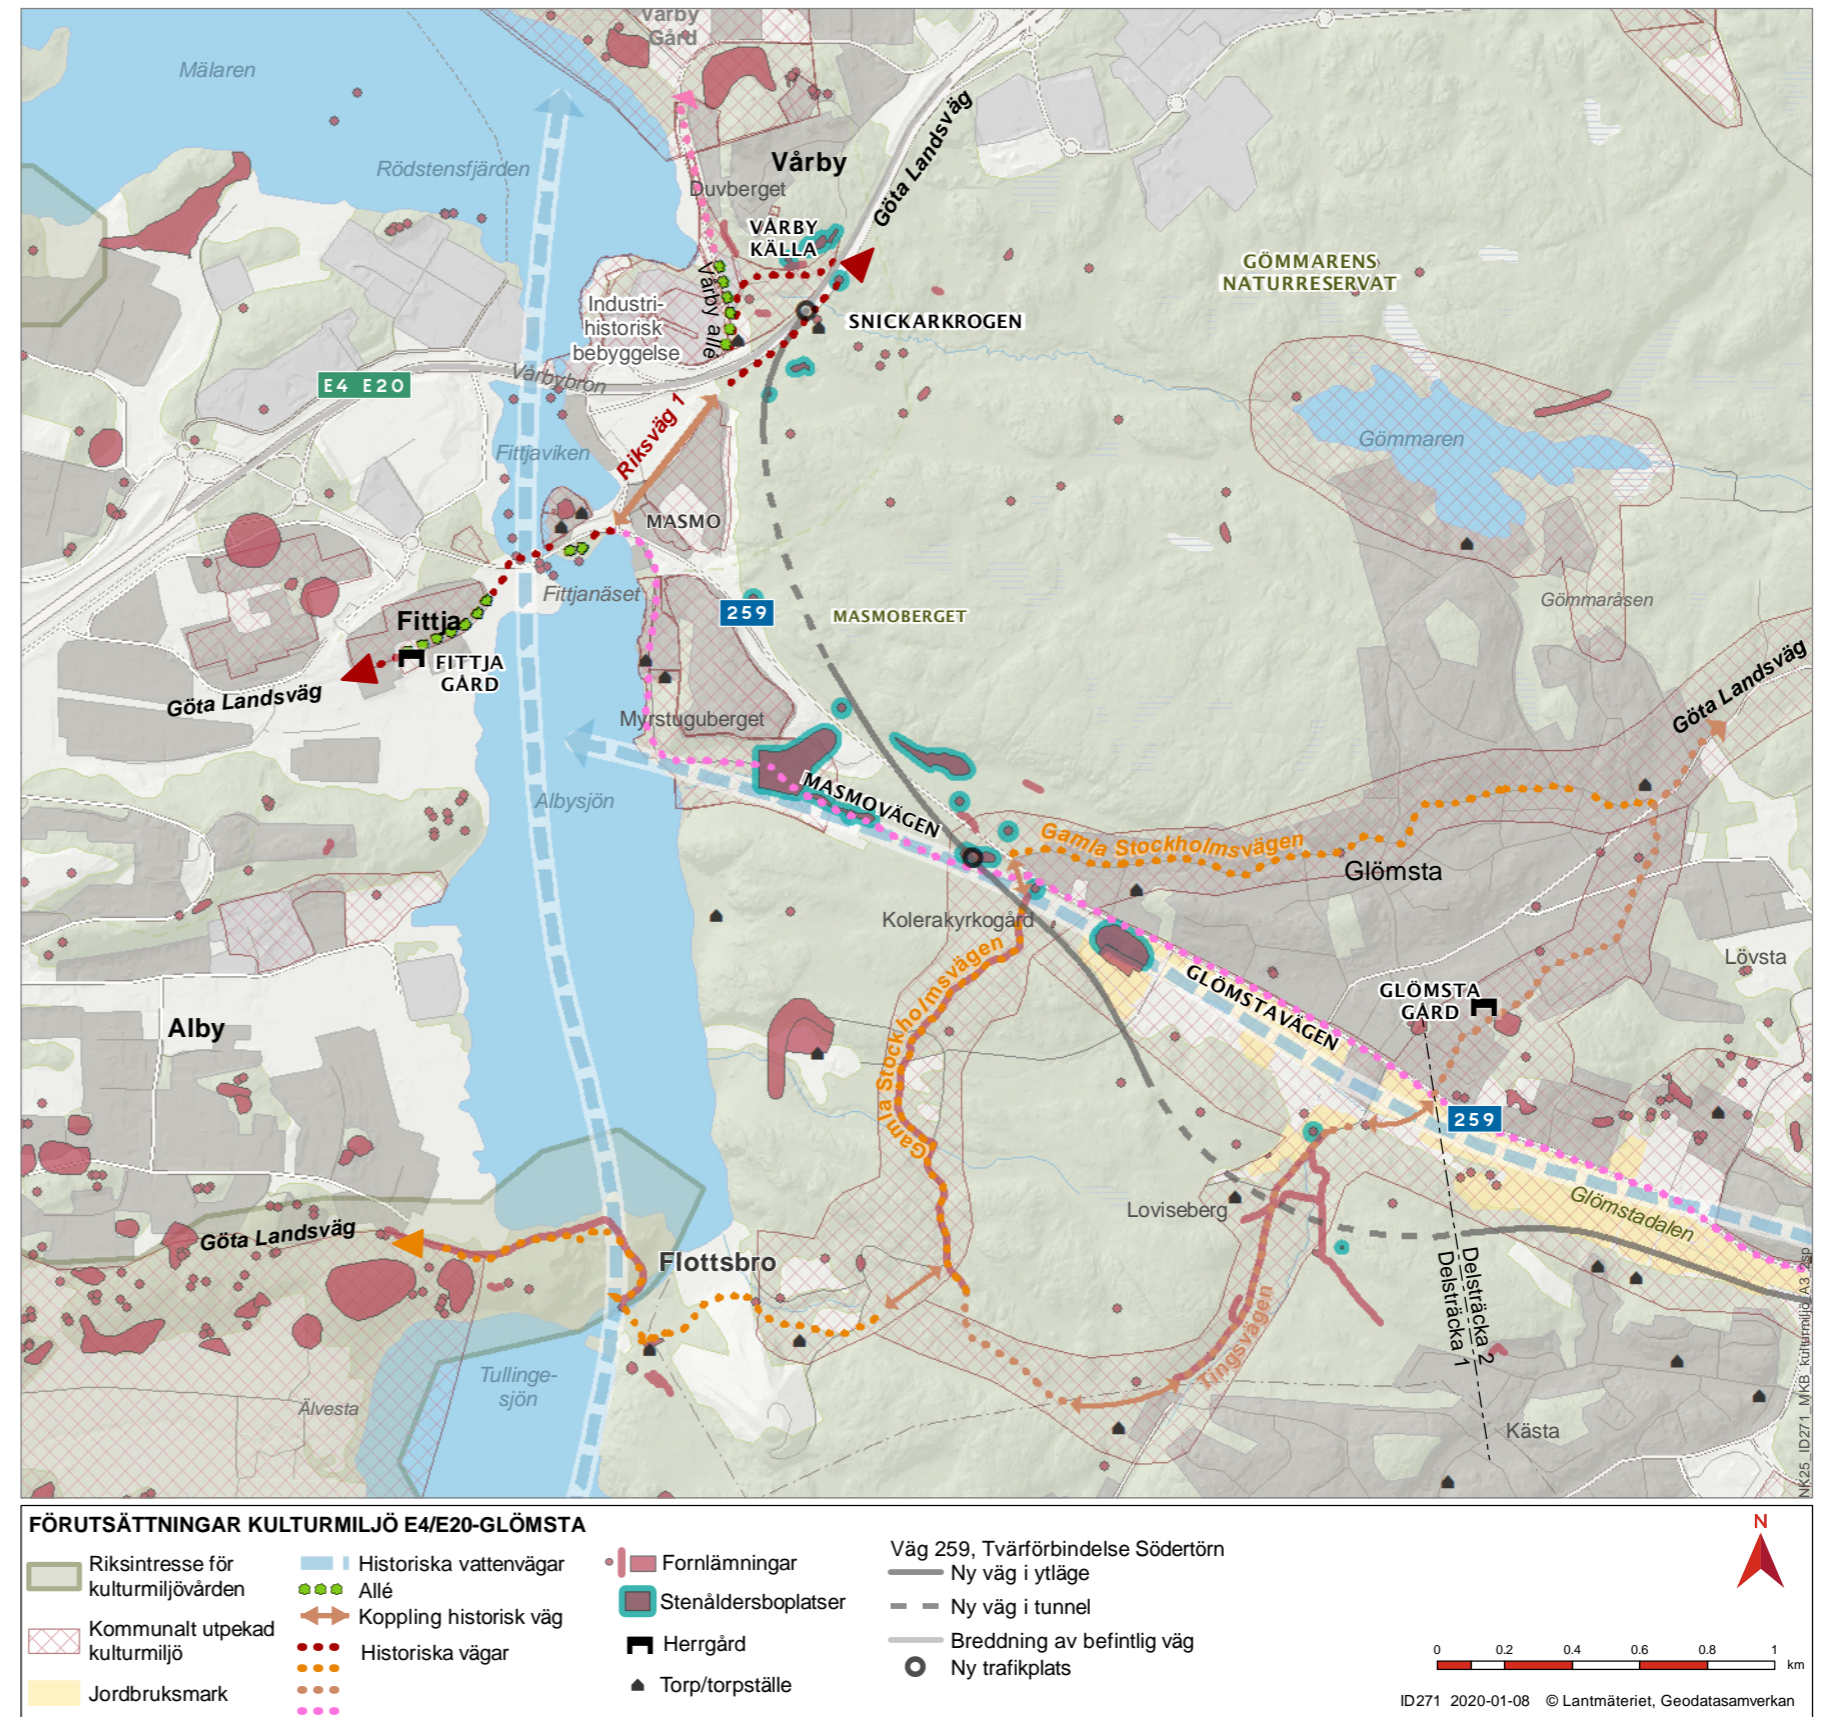 Vårby
Gård
Mälaren
Rödstensfjärden
Vårby
Duvberget
Göta Landsväg
VÅRBY
KÄLLA
GÖMMARENS
NATURRESERVAT
Vårby allé
Industri-
historisk
bebyggelse
SNICKARKROGEN
Vårbybron
E4 E20
Riksväg 1
Fittjaviken
Gömmaren
MASMO
Fittjanäset
259
MASMOBERGET
Gömmaråsen
Fittja
FITTJA
GÅRD
Göta Landsväg
Göta Landsväg
Myrstuguberget
Albysjön
MASMOVÄGEN
Gamla Stockholmsvägen
Glömsta
Kolerakyrkogård
Gamla Stockholmsvägen
Lövsta
GLÖMSTAVÄGEN
GLÖMSTA
GÅRD
Alby
259
Loviseberg
Glömstadalen
Göta Landsväg
Flottsbro
Delsträcka 2
Delsträcka 1
Tingsvägen
Tullinge-
sjön
Älvesta
Kästa
NK25_ID271_MKB_kulturmiljö_A3_2sp
FÖRUTSÄTTNINGAR KULTURMILJÖ E4/E20-GLÖMSTA
Riksintresse för
kulturmiljövården
Kommunalt utpekad
kulturmiljö
Jordbruksmark
Historiska vattenvägar
Allé
Koppling historisk väg
Historiska vägar
Fornlämningar
Stenåldersboplatser
Herrgård
Torp/torpställe
Väg 259, Tvärförbindelse Södertörn
Ny väg i ytläge
Ny väg i tunnel
Breddning av befintlig väg
Ny trafikplats
N
0 0.2 0.4 0.6 0.8 1
km
ID271 2020-01-08 © Lantmäteriet, Geodatasamverkan